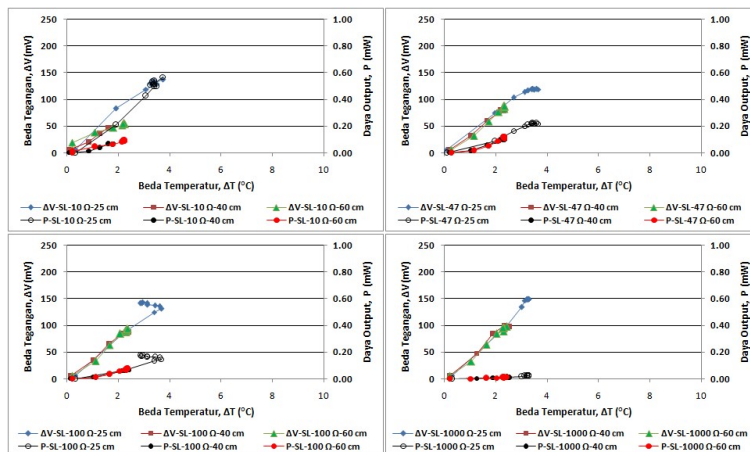 250 1.00 250 1.00
200 0.80 200 0.80
150 0.60 150 0.60
100 0.40 100 0.40
50 0.20 50 0.20
0 0.00 0 0.00
0 2 4 6 8 10 0 2 4 6 8 10
Beda Tegangan, ΔV(mV)
Daya Output, P (mW)
Beda Tegangan, ΔV(mV)
Daya Output, P (mW)
Beda Temperatur, ΔT (°C) Beda Temperatur, ΔT (°C)
ΔV-SL-10 Ω-25 cm ΔV-SL-10 Ω-40 cm ΔV-SL-10 Ω-60 cm ΔV-SL-47 Ω-25 cm ΔV-SL-47 Ω-40 cm ΔV-SL-47 Ω-60 cm
P-SL-10 Ω-25 cm P-SL-10 Ω-40 cm P-SL-10 Ω-60 cm P-SL-47 Ω-25 cm P-SL-47 Ω-40 cm P-SL-47 Ω-60 cm
250 1.00 250 1.00
200 0.80 200 0.80
150 0.60 150 0.60
100 0.40 100 0.40
50 0.20 50 0.20
0 0.00 0 0.00
0 2 4 6 8 10 0 2 4 6 8 10
Beda Tegangan, ΔV(mV)
Daya Output, P (mW)
Beda Tegangan, ΔV(mV)
Daya Output, P (mW)
Beda Temperatur, ΔT (°C) Beda Temperatur, ΔT (°C)
ΔV-SL-100 Ω-25 cm ΔV-SL-100 Ω-40 cm ΔV-SL-100 Ω-60 cm ΔV-SL-1000 Ω-25 cm ΔV-SL-1000 Ω-40 cm ΔV-SL-1000 Ω-60 cm
P-SL-100 Ω-25 cm P-SL-100 Ω-40 cm P-SL-100 Ω-60 cm P-SL-1000 Ω-25 cm P-SL-1000 Ω-40 cm P-SL-1000 Ω-60 cm